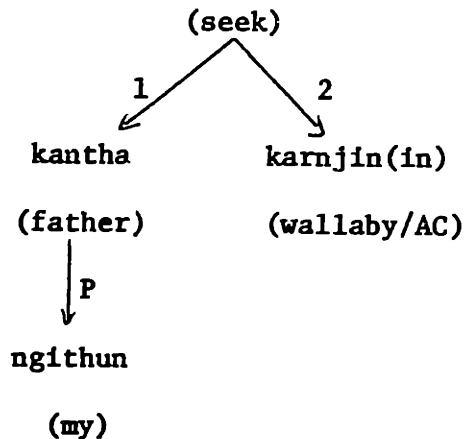 (seek)
1 2
kantha karnjin(in)
(father) (wallaby/AC)
P
ngithun
(my)